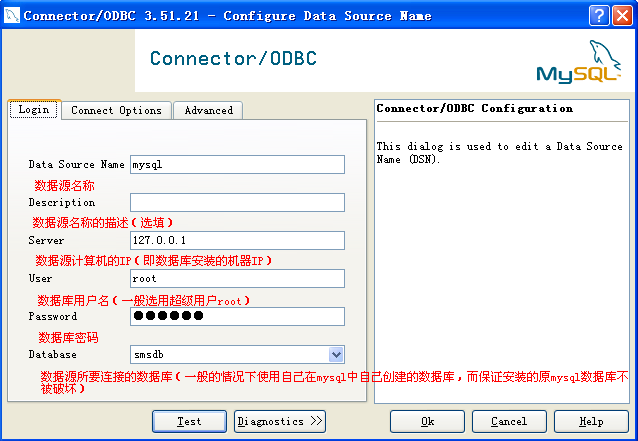 Connector/ODBC 3.51.21 - Configure Data Source Name
Connector/ODBC
MySQL
Login
Connect Options
Advanced
Connector/ODBC Configuration
This dialog is used to edit a Data Source
Name (DSN).
Data Source Name
mysql
数据源名称
Description
数据源名称的描述(选填)
Server
127.0.0.1
数据源计算机的IP(即数据库安装的机器IP)
User
root
数据库用户名(一般选用超级用户root)
Password
●●●●●●
数据库密码
Database
smsdb
数据源所要连接的数据库(一般的情况下使用自己在mysql中自己创建的数据库,而保证安装的原mysql数据库不
被破坏)
Test
Diagnostics >>
Ok
Cancel
Help